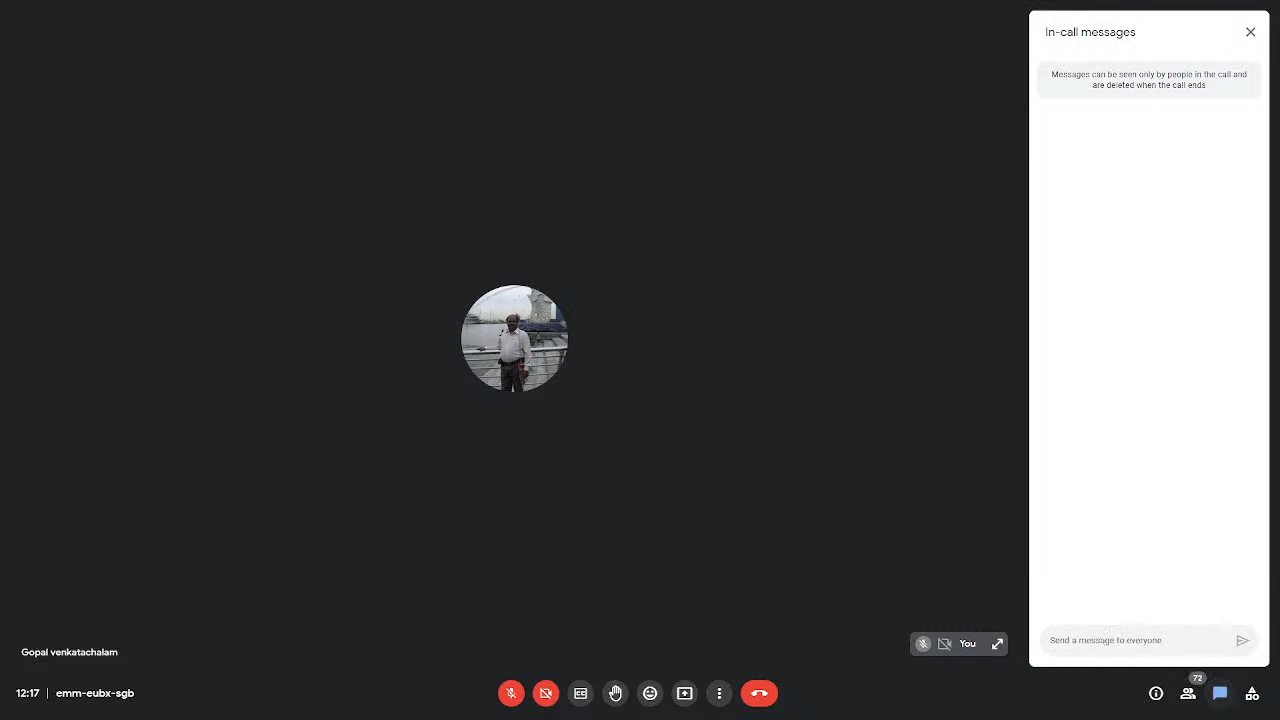 In-call messages
Messages can be seen only by people in the call and
are deleted when the call ends
Send a message to everyone
You
Gopal venkatachalam
12:17 | emm-eubx-sgb
CC
72